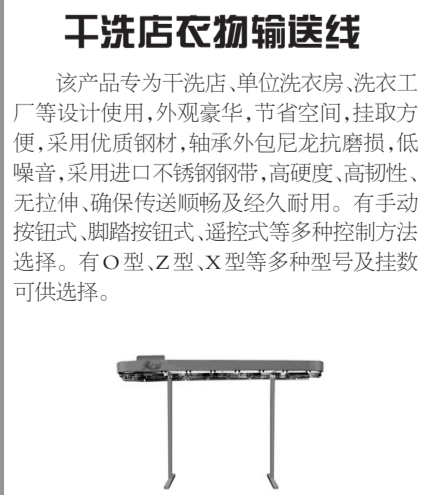 干洗店衣物输送线
该产品专为干洗店、单位洗衣房、洗衣工
厂等设计使用,外观豪华,节省空间,挂取方
便,采用优质钢材,轴承外包尼龙抗磨损,低
噪音,采用进口不锈钢钢带,高硬度、高韧性、
无拉伸、确保传送顺畅及经久耐用。有手动
按钮式、脚踏按钮式、遥控式等多种控制方法
选择。有O型、Z型、X型等多种型号及挂数
可供选择。